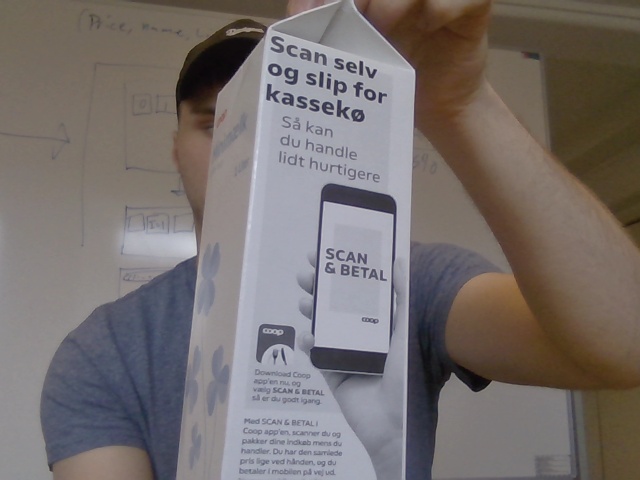 (Price, Name,
Scan selv
og slip for
kassekø
Så kan
du handle
lidt hurtigere
SCAN
& BETAL
coop
coop
Download Coop
app'en nu, og
vælg SCAN & BETAL
så er du godt igang.
Med SCAN & BETAL i
Coop app'en, scanner du og
pakker dine indkøb mens du
handler. Du har den samlede
pris lige ved hånden, og du
betaler i mobilen på vej ud.